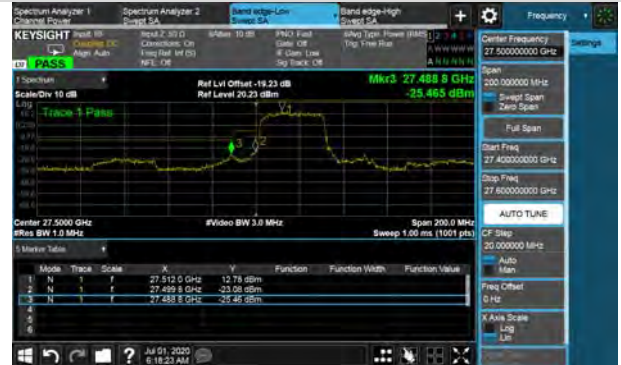 Spectrum Analyzer 1
Channel Power
Spectrum Analyzer 2
Swept SA
Band edge-Low
Swept SA
Band edge-High
Swept SA
Frequency
KEYSIGHT
Input: RF
Coupling: DC
Align: Auto
Input Z: 50 Ω
Corrections: On
Freq Ref: Int (S)
NFE: Off
#Atten: 10 dB
PNO: Fast
Gate: Off
IF Gain: Low
Sig Track: Off
#Avg Type: Power (RMS)
Trig: Free Run
PASS
1 Spectrum
Scale/Div 10 dB
Log
Ref Lvl Offset -19.23 dB
Ref Level 20.23 dBm
Mkr3 27.488 8 GHz
-25.465 dBm
Trace 1 Pass
Center 27.5000 GHz
#Res BW 1.0 MHz
#Video BW 3.0 MHz
Span 200.0 MHz
Sweep 1.00 ms (1001 pts)
5 Marker Table
Mode Trace Scale X Y Function Function Width Function Value
1 N 1 f 27.512 0 GHz 12.78 dBm
2 N 1 f 27.499 8 GHz -23.08 dBm
3 N 1 f 27.488 8 GHz -25.46 dBm
4
5
6
Jul 01, 2020
6:18:23 AM
Center Frequency
27.500000000 GHz
Settings
Span
200.000000 MHz
Swept Span
Zero Span
Full Span
Start Freq
27.400000000 GHz
Stop Freq
27.600000000 GHz
AUTO TUNE
CF Step
20.000000 MHz
Auto
Man
Freq Offset
0 Hz
X Axis Scale
Log
Lin